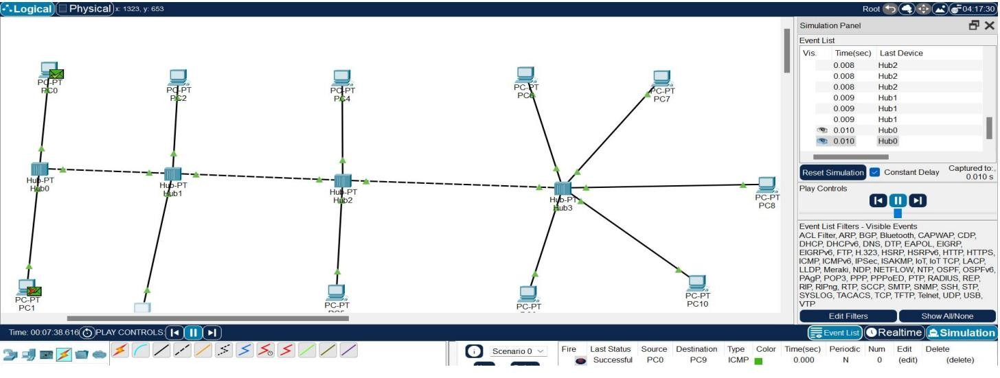 Logical Physical x: 1323, y: 653 Root 04:17:30
Simulation Panel
Event List
Vis. Time(sec) Last Device
0.008 Hub2
0.008 Hub2
0.008 Hub2
0.009 Hub1
0.009 Hub1
0.009 Hub1
0.010 Hub0
0.010 Hub0
Reset Simulation Constant Delay Captured to:
0.010 s
Play Controls
Event List Filters - Visible Events
ACL Filter, ARP, BGP, Bluetooth, CAPWAP, CDP,
DHCP, DHCPv6, DNS, DTP, EAPOL, EIGRP,
EIGRPv6, FTP, H.323, HSRP, HSRPv6, HTTP, HTTPS,
ICMP, ICMPv6, IPSec, ISAKMP, IoT, IoT TCP, LACP,
LLDP, Meraki, NDP, NETFLOW, NTP, OSPF, OSPFv6,
PAgP, POP3, PPP, PPPoED, PTP, RADIUS, REP,
RIP, RIPng, RTP, SCCP, SMTP, SNMP, SSH, STP,
SYSLOG, TACACS, TCP, TFTP, Telnet, UDP, USB,
VTP
Edit Filters Show All/None
Event List Realtime Simulation
PC-PT
PC0
PC-PT
PC2
PC-PT
PC4
PC-PT
PC6
PC-PT
PC7
Hub-PT
Hub0
Hub-PT
Hub1
Hub-PT
Hub2
Hub-PT
Hub3
PC-PT
PC8
PC-PT
PC1
PC-PT
PC-PT
PC-PT
PC10
Time: 00:07:38.616 PLAY CONTROLS:
Scenario 0
Fire Last Status Source Destination Type Color Time(sec) Periodic Num Edit Delete
Successful PC0 PC9 ICMP 0.000 N 0 (edit) (delete)